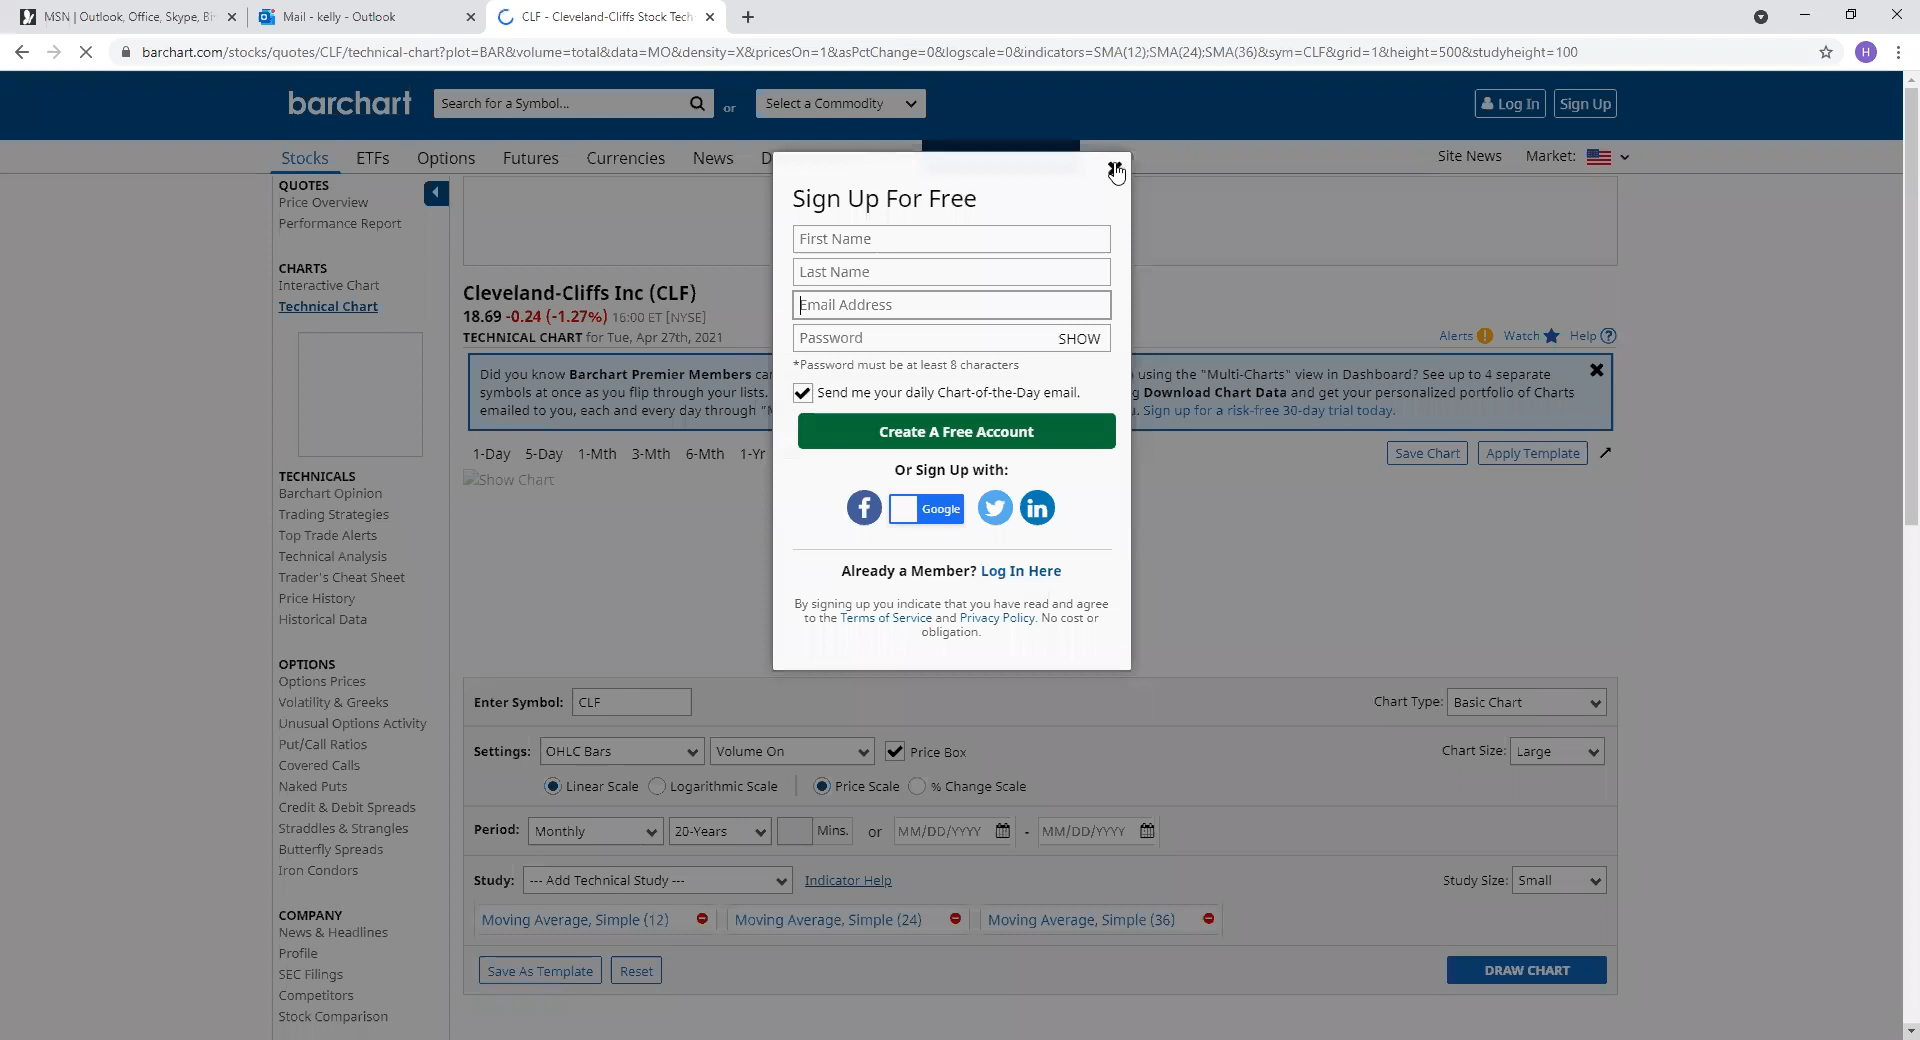 MSN | Outlook, Office, Skype, Bi
Mail - kelly - Outlook
CLF - Cleveland-Cliffs Stock Tech
barchart.com/stocks/quotes/CLF/technical-chart?plot=BAR&volume=total&data=MO&density=X&pricesOn=1&asPctChange=0&logscale=0&indicators=SMA(12);SMA(24);SMA(36)&sym=CLF&grid=1&height=500&studyheight=100
H
barchart
Search for a Symbol...
or
Select a Commodity
Log In
Sign Up
Stocks
ETFs
Options
Futures
Currencies
News
D
Site News
Market:
QUOTES
Price Overview
Performance Report
CHARTS
Interactive Chart
Technical Chart
TECHNICALS
Barchart Opinion
Trading Strategies
Top Trade Alerts
Technical Analysis
Trader's Cheat Sheet
Price History
Historical Data
OPTIONS
Options Prices
Volatility & Greeks
Unusual Options Activity
Put/Call Ratios
Covered Calls
Naked Puts
Credit & Debit Spreads
Straddles & Strangles
Butterfly Spreads
Iron Condors
COMPANY
News & Headlines
Profile
SEC Filings
Competitors
Stock Comparison
Cleveland-Cliffs Inc (CLF)
18.69 -0.24 (-1.27%) 16:00 ET [NYSE]
TECHNICAL CHART for Tue, Apr 27th, 2021
Alerts
Watch
Help
Did you know Barchart Premier Members ca
using the "Multi-Charts" view in Dashboard? See up to 4 separate
symbols at once as you flip through your lists.
g Download Chart Data and get your personalized portfolio of Charts
emailed to you, each and every day through "M
Sign up for a risk-free 30-day trial today.
1-Day 5-Day 1-Mth 3-Mth 6-Mth 1-Yr
Save Chart
Apply Template
Show Chart
Sign Up For Free
First Name
Last Name
Email Address
Password
SHOW
*Password must be at least 8 characters
Send me your daily Chart-of-the-Day email.
Create A Free Account
Or Sign Up with:
Google
Already a Member? Log In Here
By signing up you indicate that you have read and agree
to the Terms of Service and Privacy Policy. No cost or
obligation.
Enter Symbol:
CLF
Chart Type:
Basic Chart
Settings:
OHLC Bars
Volume On
Price Box
Chart Size:
Large
Linear Scale
Logarithmic Scale
Price Scale
% Change Scale
Period:
Monthly
20-Years
Mins.
or
MM/DD/YYYY
-
MM/DD/YYYY
Study:
--- Add Technical Study ---
Indicator Help
Study Size:
Small
Moving Average, Simple (12)
Moving Average, Simple (24)
Moving Average, Simple (36)
Save As Template
Reset
DRAW CHART